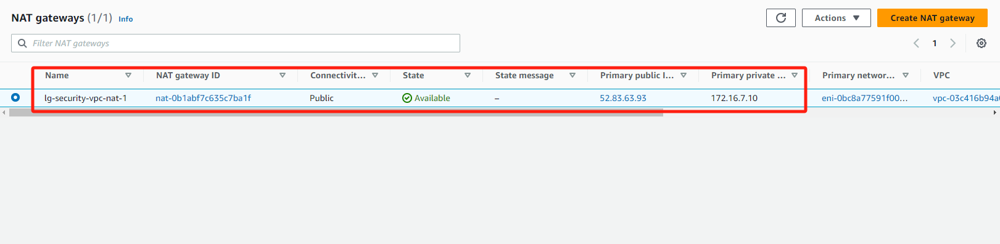 NAT gateways (1/1) Info
Actions
Create NAT gateway
Filter NAT gateways
1
Name NAT gateway ID Connectivit... State State message Primary public I... Primary private ... Primary networ... VPC
lg-security-vpc-nat-1 nat-0b1abf7c635c7ba1f Public Available – 52.83.63.93 172.16.7.10 eni-0bc8a77591f00... vpc-03c416b94a